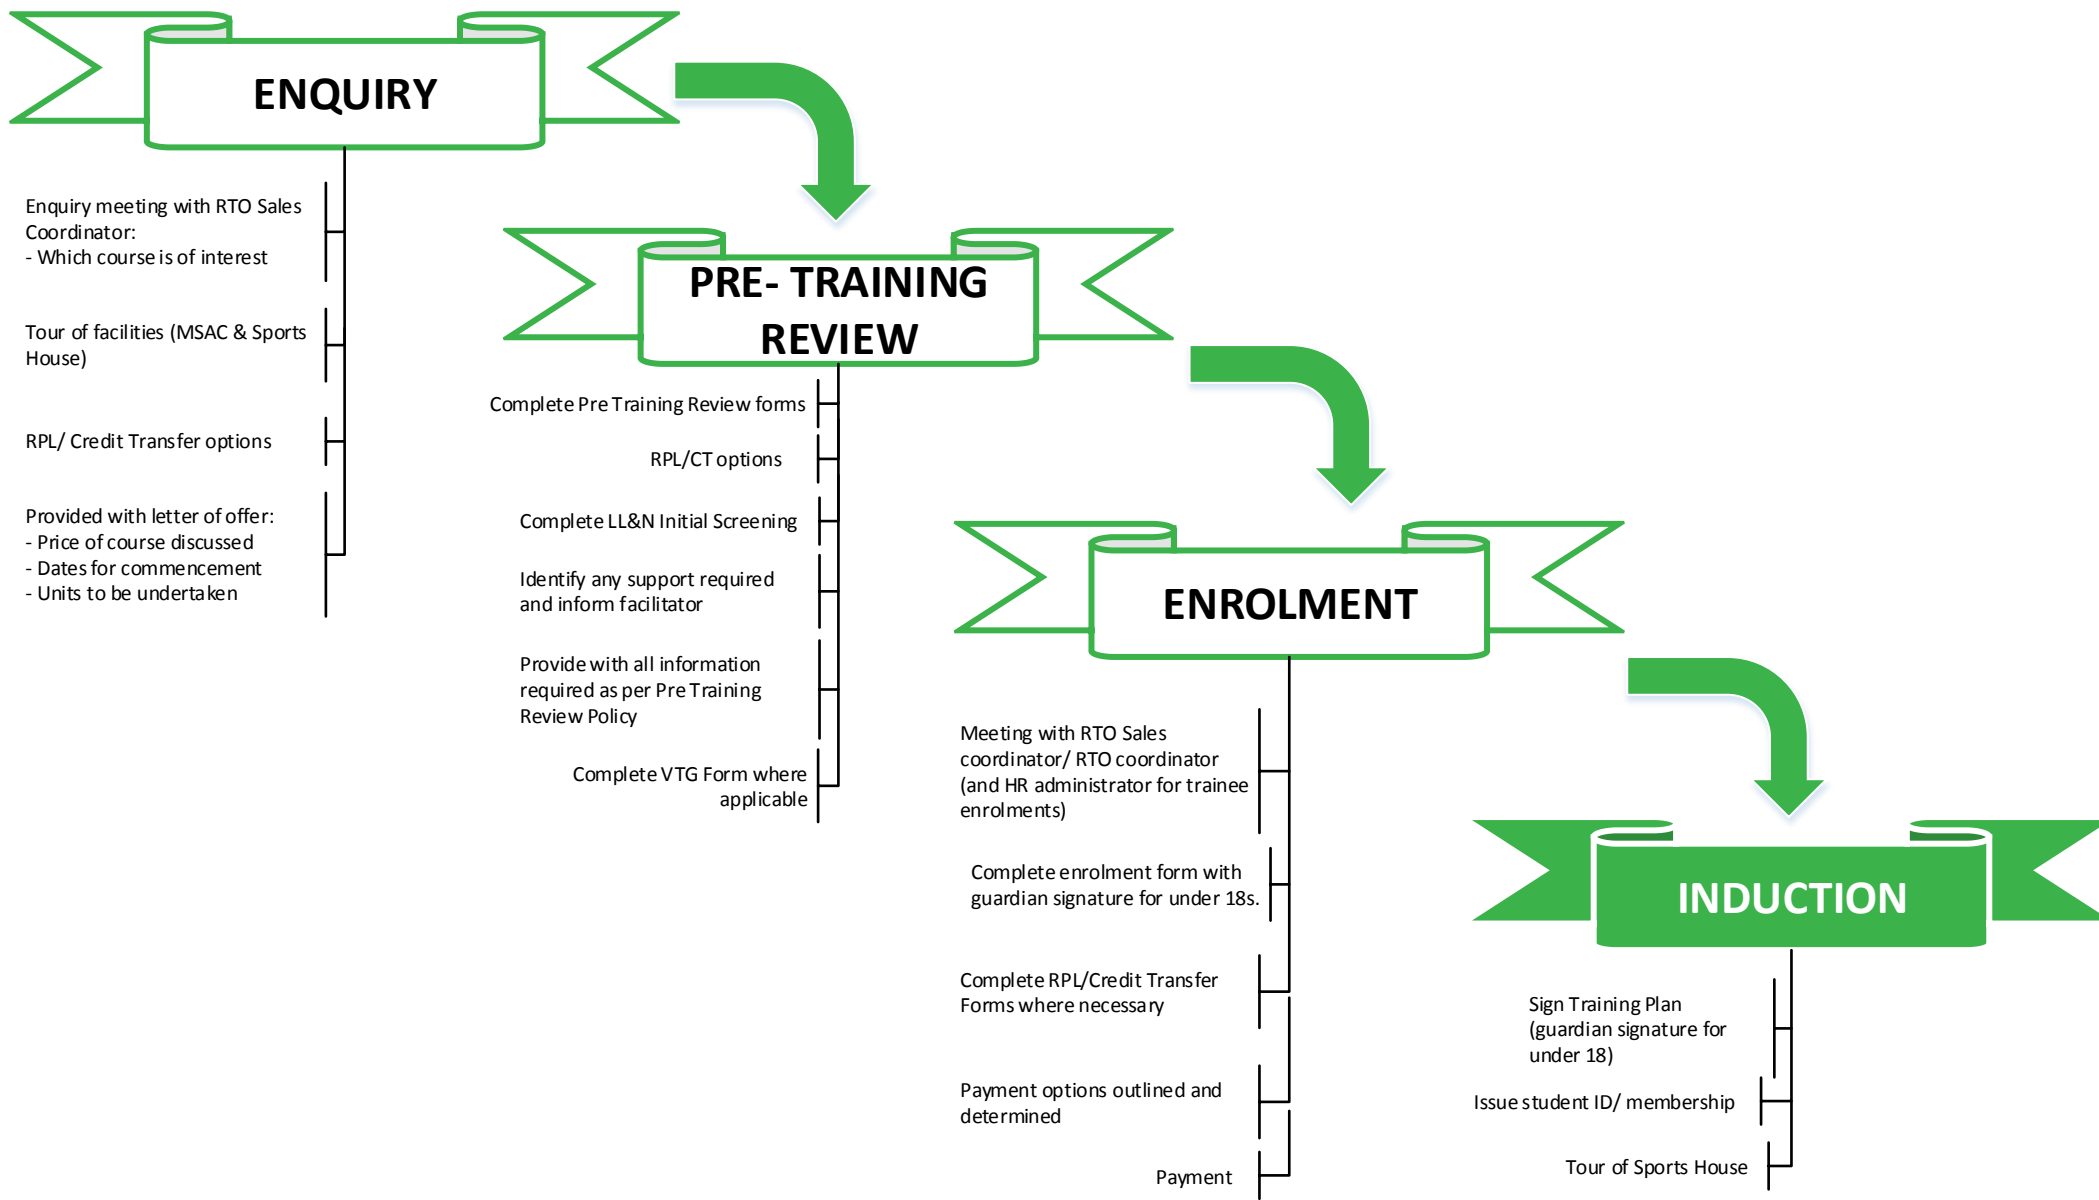 ENQUIRY
Enquiry meeting with RTO Sales
Coordinator:
- Which course is of interest
Tour of facilities (MSAC & Sports
House)
RPL/ Credit Transfer options
Provided with letter of offer:
- Price of course discussed
- Dates for commencement
- Units to be undertaken
PRE- TRAINING
REVIEW
Complete Pre Training Review forms
RPL/CT options
Complete LL&N Initial Screening
Identify any support required
and inform facilitator
Provide with all information
required as per Pre Training
Review Policy
Complete VTG Form where
applicable
ENROLMENT
Meeting with RTO Sales
coordinator/ RTO coordinator
(and HR administrator for trainee
enrolments)
Complete enrolment form with
guardian signature for under 18s.
Complete RPL/Credit Transfer
Forms where necessary
Payment options outlined and
determined
Payment
INDUCTION
Sign Training Plan
(guardian signature for
under 18)
Issue student ID/ membership
Tour of Sports House